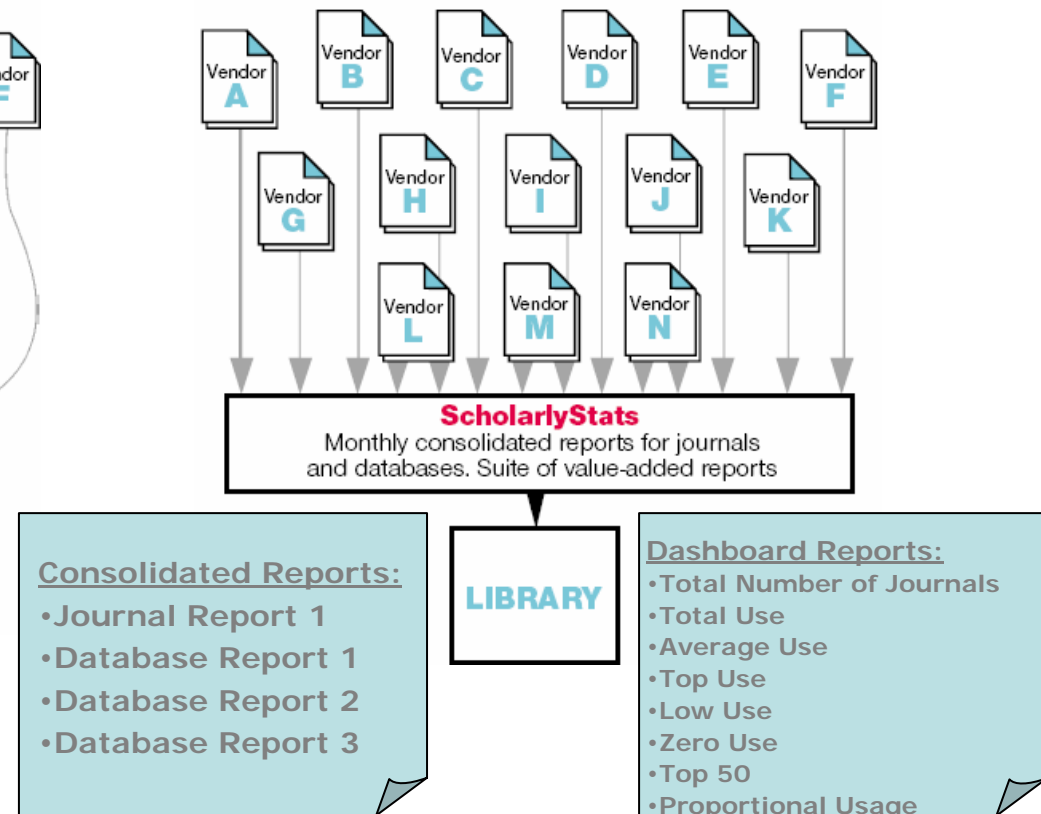 Vendor
A
Vendor
B
Vendor
C
Vendor
D
Vendor
E
Vendor
F
Vendor
G
Vendor
H
Vendor
I
Vendor
J
Vendor
K
Vendor
L
Vendor
M
Vendor
N
ScholarlyStats
Monthly consolidated reports for journals
and databases. Suite of value-added reports
LIBRARY
Consolidated Reports:
•Journal Report 1
•Database Report 1
•Database Report 2
•Database Report 3
Dashboard Reports:
•Total Number of Journals
•Total Use
•Average Use
•Top Use
•Low Use
•Zero Use
•Top 50
•Proportional Usage